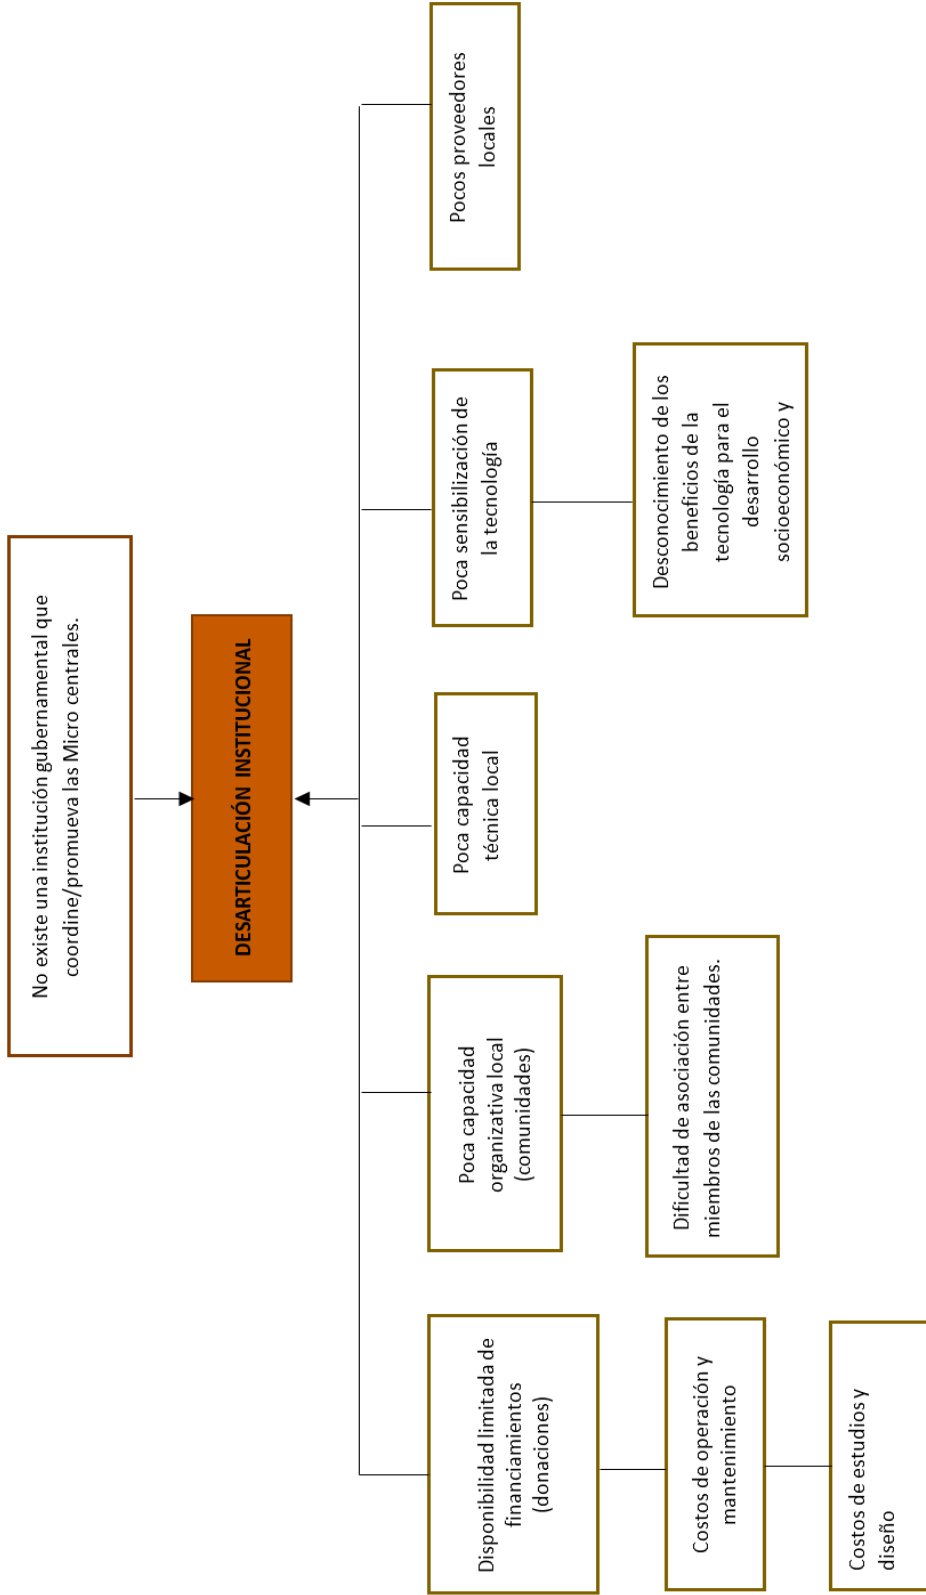 No existe una institución gubernamental que
coordine/promueva las Micro centrales.
DESARTICULACIÓN INSTITUCIONAL
Disponibilidad limitada de
financiamientos
(donaciones)
Poca capacidad
organizativa local
(comunidades)
Poca capacidad
técnica local
Poca sensibilización de
la tecnología
Pocos proveedores
locales
Costos de operación y
mantenimiento
Dificultad de asociación entre
miembros de las comunidades.
Desconocimiento de los
beneficios de la
tecnología para el
desarrollo
socioeconómico y
Costos de estudios y
diseño